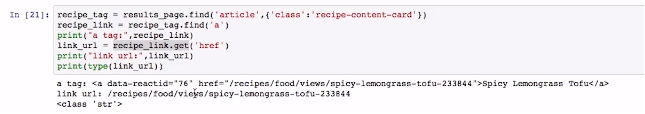 In [21]: recipe_tag = results_page.find('article',{'class':'recipe-content-card'})
recipe_link = recipe_tag.find('a')
print("a tag:",recipe_link)
link_url = recipe_link.get('href')
print("link url:",link_url)
print(type(link_url))
a tag: <a data-reactid="76" href="/recipes/food/views/spicy-lemongrass-tofu-233844">Spicy Lemongrass Tofu</a>
link url: /recipes/food/views/spicy-lemongrass-tofu-233844
<class 'str'>